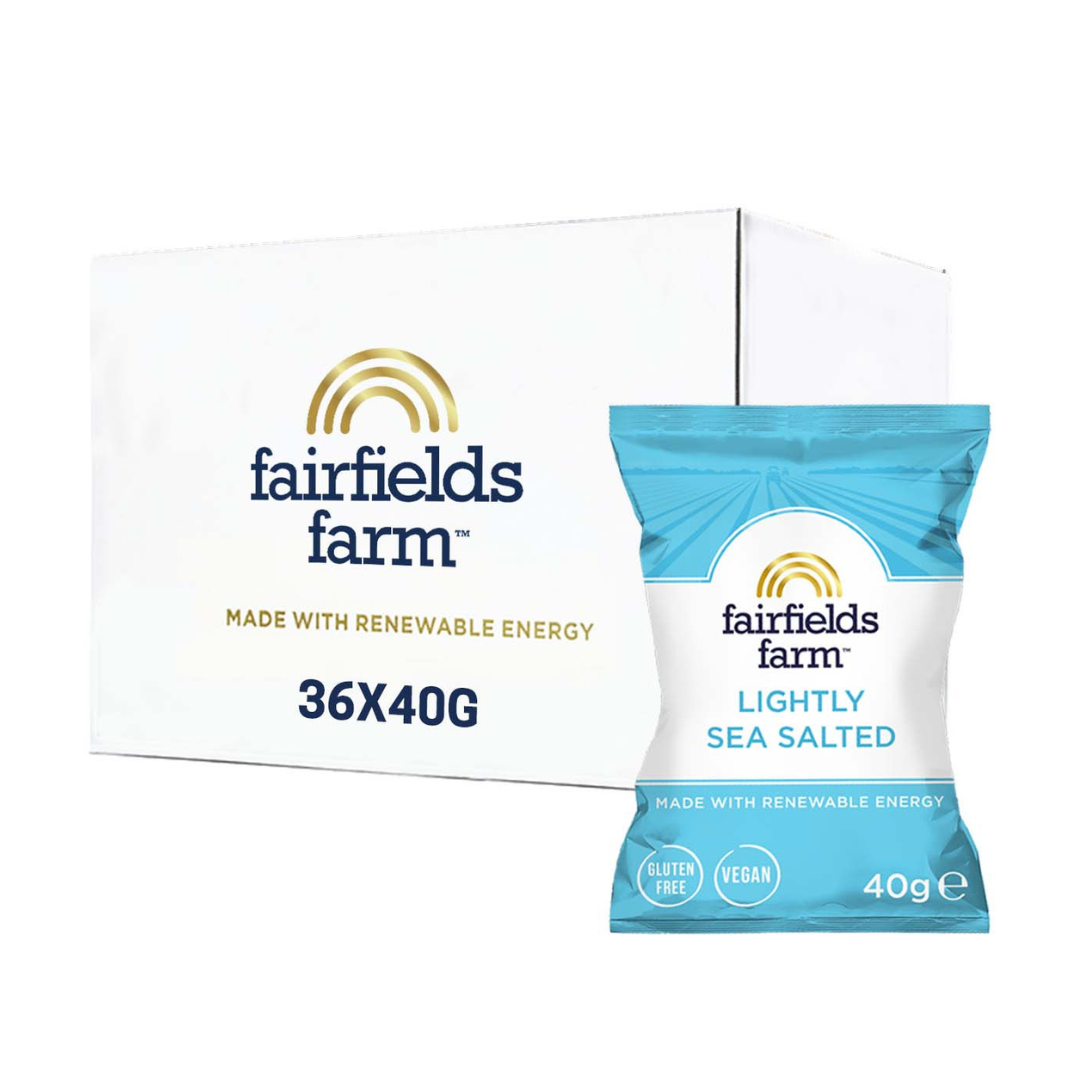 fairfields
farm™
MADE WITH RENEWABLE ENERGY
36X40G
fairfields
farm™
LIGHTLY
SEA SALTED
MADE WITH RENEWABLE ENERGY
GLUTEN
FREE
VEGAN
40g ℮